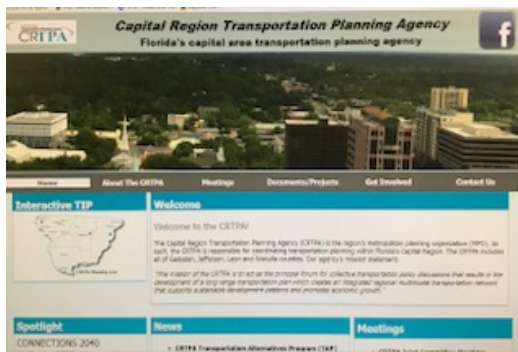 CRTPA
Capital Region Transportation Planning Agency
Florida's capital area transportation planning agency
f
Home About The CRTPA Meetings Documents/Projects Get Involved Contact Us
Interactive TIP
Welcome
Welcome to the CRTPA!
The Capital Region Transportation Planning Agency (CRTPA) is the region's metropolitan planning organization (MPO). As
such, the CRTPA is responsible for coordinating transportation planning within Florida's Capital Region. The CRTPA includes
all of Gadsden, Jefferson, Leon and Wakulla counties. Our agency's mission statement:
"The mission of the CRTPA is to act as the principal forum for collective transportation policy discussions that results in the
development of a long range transportation plan which creates an integrated regional multimodal transportation network
that supports sustainable development patterns and promotes economic growth."
Spotlight
CONNECTIONS 2040
News
• CRTPA Transportation Alternatives Program (TAP)
Meetings